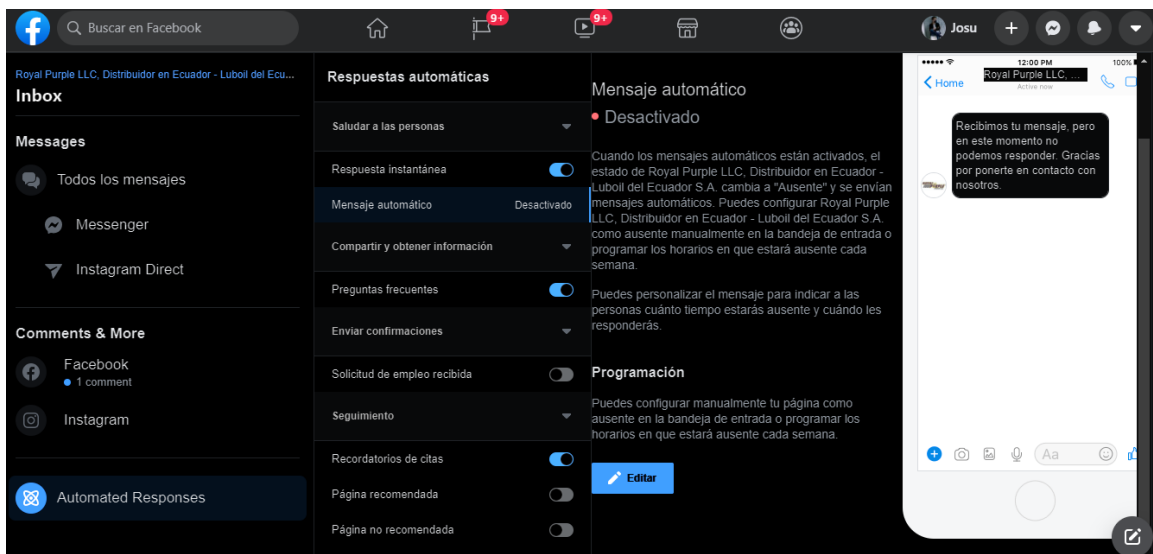 Buscar en Facebook
9+
9+
Josu
Royal Purple LLC, Distribuidor en Ecuador - Luboil del Ecu...
Inbox
Messages
Todos los mensajes
Messenger
Instagram Direct
Comments & More
Facebook
1 comment
Instagram
Automated Responses
Respuestas automáticas
Saludar a las personas
Respuesta instantánea
Mensaje automático Desactivado
Compartir y obtener información
Preguntas frecuentes
Enviar confirmaciones
Solicitud de empleo recibida
Seguimiento
Recordatorios de citas
Página recomendada
Página no recomendada
Mensaje automático
Desactivado
Cuando los mensajes automáticos están activados, el
estado de Royal Purple LLC, Distribuidor en Ecuador -
Luboil del Ecuador S.A. cambia a "Ausente" y se envían
mensajes automáticos. Puedes configurar Royal Purple
LLC, Distribuidor en Ecuador - Luboil del Ecuador S.A.
como ausente manualmente en la bandeja de entrada o
programar los horarios en que estará ausente cada
semana.
Puedes personalizar el mensaje para indicar a las
personas cuánto tiempo estarás ausente y cuándo les
responderás.
Programación
Puedes configurar manualmente tu página como
ausente en la bandeja de entrada o programar los
horarios en que estará ausente cada semana.
Editar
12:00 PM 100%
Home
Royal Purple LLC, ...
Active now
Recibimos tu mensaje, pero
en este momento no
podemos responder. Gracias
por ponerte en contacto con
nosotros.
Aa